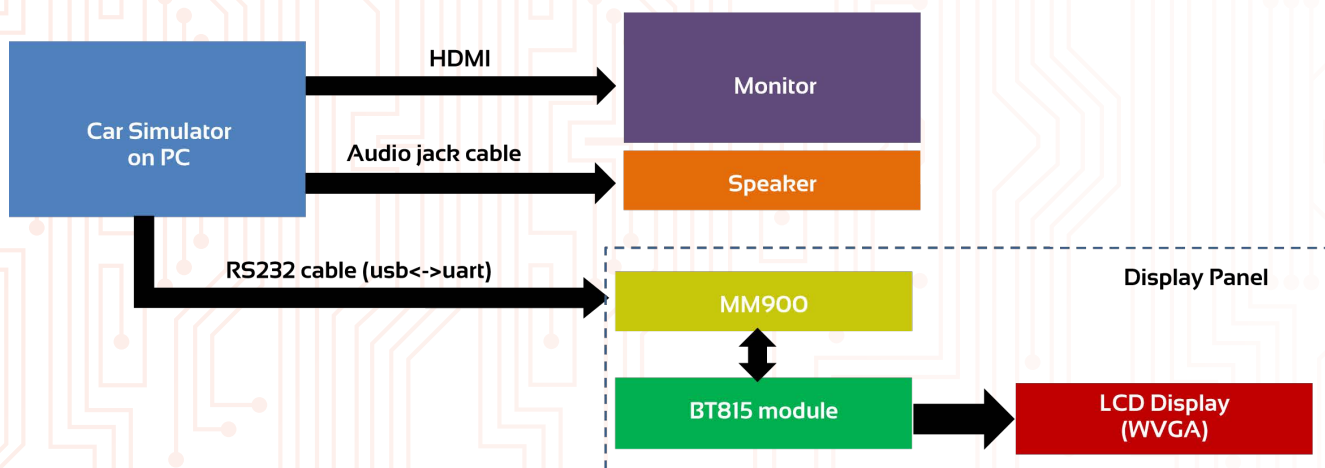 HDMI
Monitor
Car Simulator
on PC
Audio jack cable
Speaker
RS232 cable (usb<->uart)
Display Panel
MM900
BT815 module
LCD Display
(WVGA)